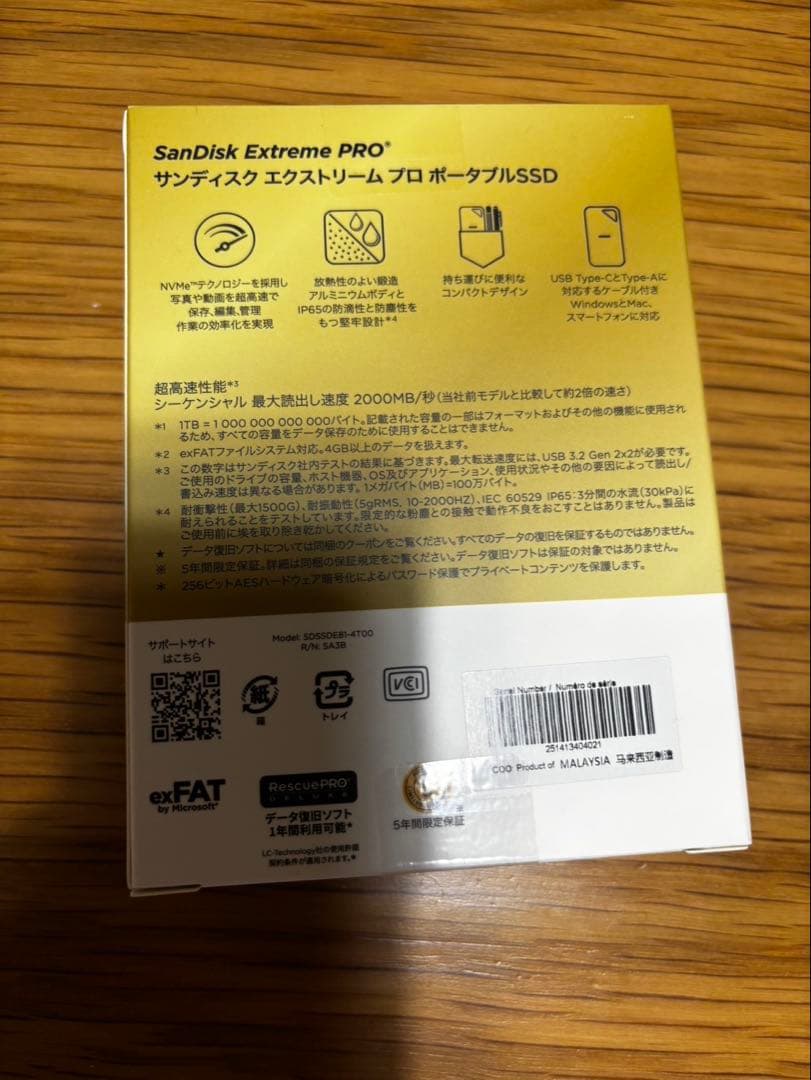 SanDisk Extreme PRO®
サンディスク エクストリーム プロ ポータブルSSD
NVMe™テクノロジーを採用し
写真や動画を超高速で
保存、編集、管理
作業の効率化を実現
放熱性のよい鍛造
アルミニウムボディと
IP65の防滴性と防塵性を
もつ堅牢設計*4
持ち運びに便利な
コンパクトデザイン
USB Type-CとType-Aに
対応するケーブル付き
WindowsとMac、
スマートフォンに対応
超高速性能*3
シーケンシャル 最大読出し速度 2000MB/秒(当社前モデルと比較して約2倍の速さ)
*1 1TB=1 000 000 000 000バイト。記載された容量の一部はフォーマットおよびその他の機能に使用され
るため、すべての容量をデータ保存のために使用することはできません。
*2 exFATファイルシステム対応。4GB以上のデータを扱えます。
*3 この数字はサンディスク社内テストの結果に基づきます。最大転送速度には、USB 3.2 Gen 2x2が必要です。
ご使用のドライブの容量、ホスト機器、OS及びアプリケーション、使用状況やその他の要因によって読出し/
書込み速度は異なる場合があります。1メガバイト(MB)=100万バイト。
*4 耐衝撃性(最大1500G)、耐振動性(5gRMS, 10-2000HZ)、IEC 60529 IP65:3分間の水流(30kPa)に
耐えられることをテストしています。限定的な粉塵との接触で動作不良をおこすことはありません。製品は
ご使用前に埃を取り除き乾かしてください。
★ データ復旧ソフトについては同梱のクーポンをご覧ください。すべてのデータの復旧を保証するものではありません。
※ 5年間限定保証。詳細は同梱の保証規定をご覧ください。データ復旧ソフトは保証の対象ではありません。
* 256ビットAESハードウェア暗号化によるパスワード保護でプライベートコンテンツを保護します。
サポートサイト
はこちら
Model: SDSSDE81-4T00
R/N: SA3B
紙
箱
プラ
トレイ
VCCI
Serial Number / Numéro de série
251413404021
COO: Product of MALAYSIA 马来西亚制造
exFAT
by Microsoft®
RescuePRO®
DELUXE
データ復旧ソフト
1年間利用可能*
LC-Technology社の使用許諾
契約条件が適用されます。*
5年間限定保証